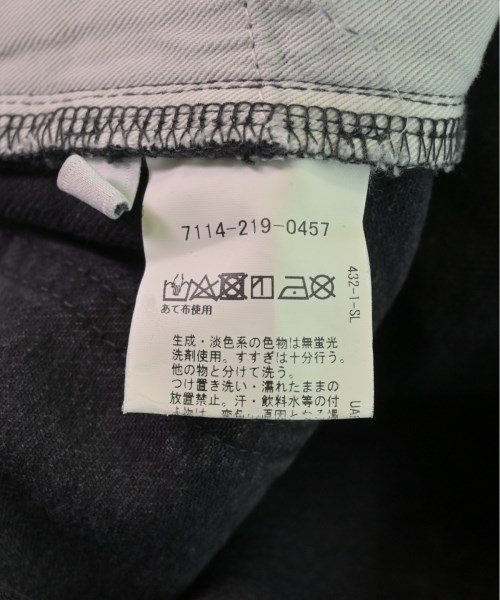 7114-219-0457
432-1-SL
あて布使用
生成・淡色系の色物は無蛍光
洗剤使用。すすぎは十分行う。
他の物と分けて洗う。
つけ置き洗い・濡れたままの
放置禁止。汗・飲料水等の付